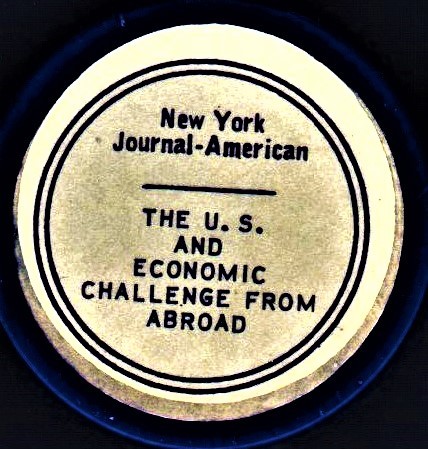 New York
Journal-American
THE U. S.
AND
ECONOMIC
CHALLENGE FROM
ABROAD